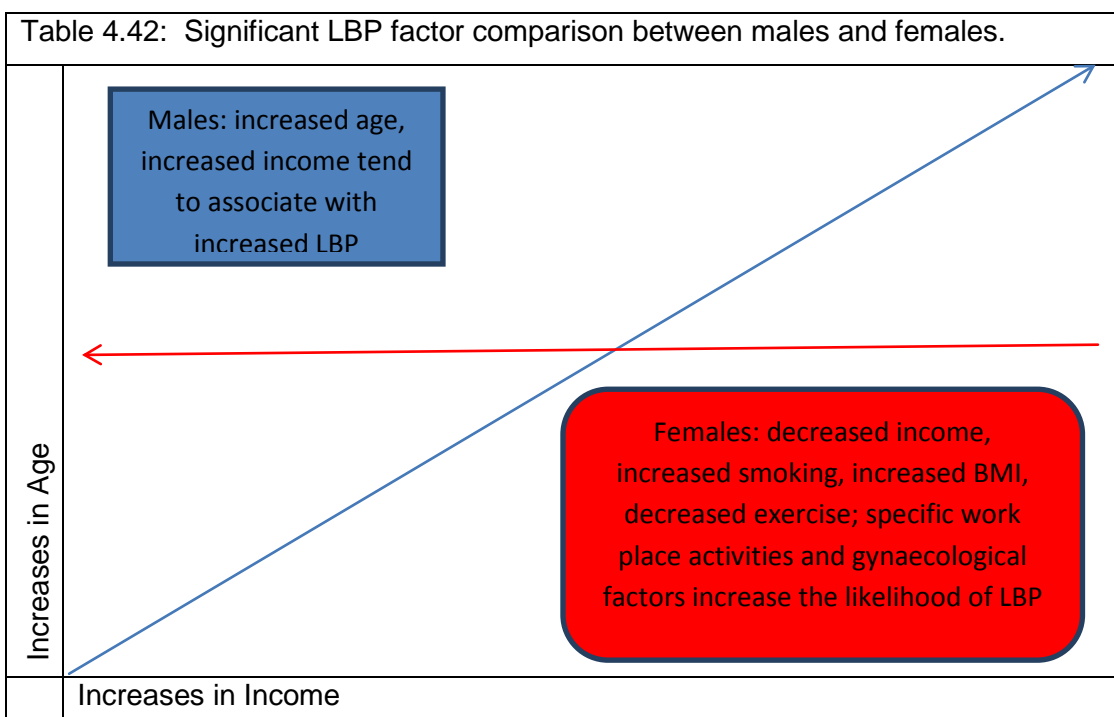 Table 4.42:  Significant LBP factor comparison between males and females.
Males: increased age,
increased income tend
to associate with
increased LBP
Females: decreased income,
increased smoking, increased BMI,
decreased exercise; specific work
place activities and gynaecological
factors increase the likelihood of LBP
Increases in Age
Increases in Income